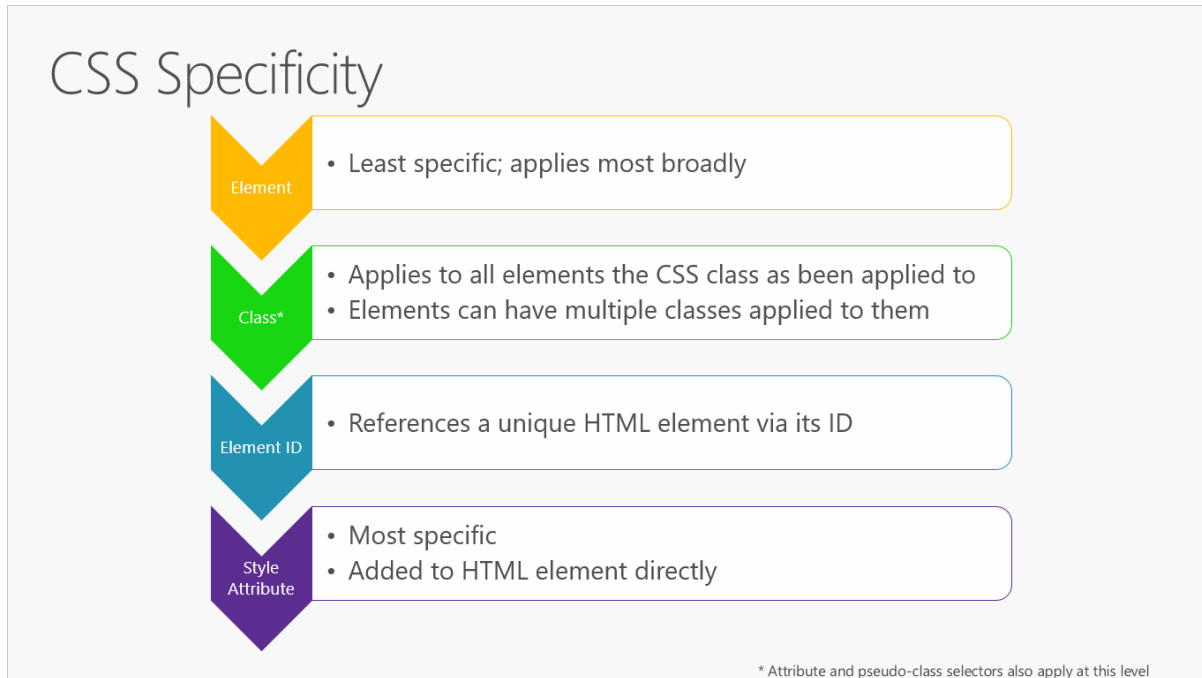 CSS Specificity
Element
• Least specific; applies most broadly
Class*
• Applies to all elements the CSS class as been applied to
• Elements can have multiple classes applied to them
Element ID
• References a unique HTML element via its ID
Style
Attribute
• Most specific
• Added to HTML element directly
* Attribute and pseudo-class selectors also apply at this level